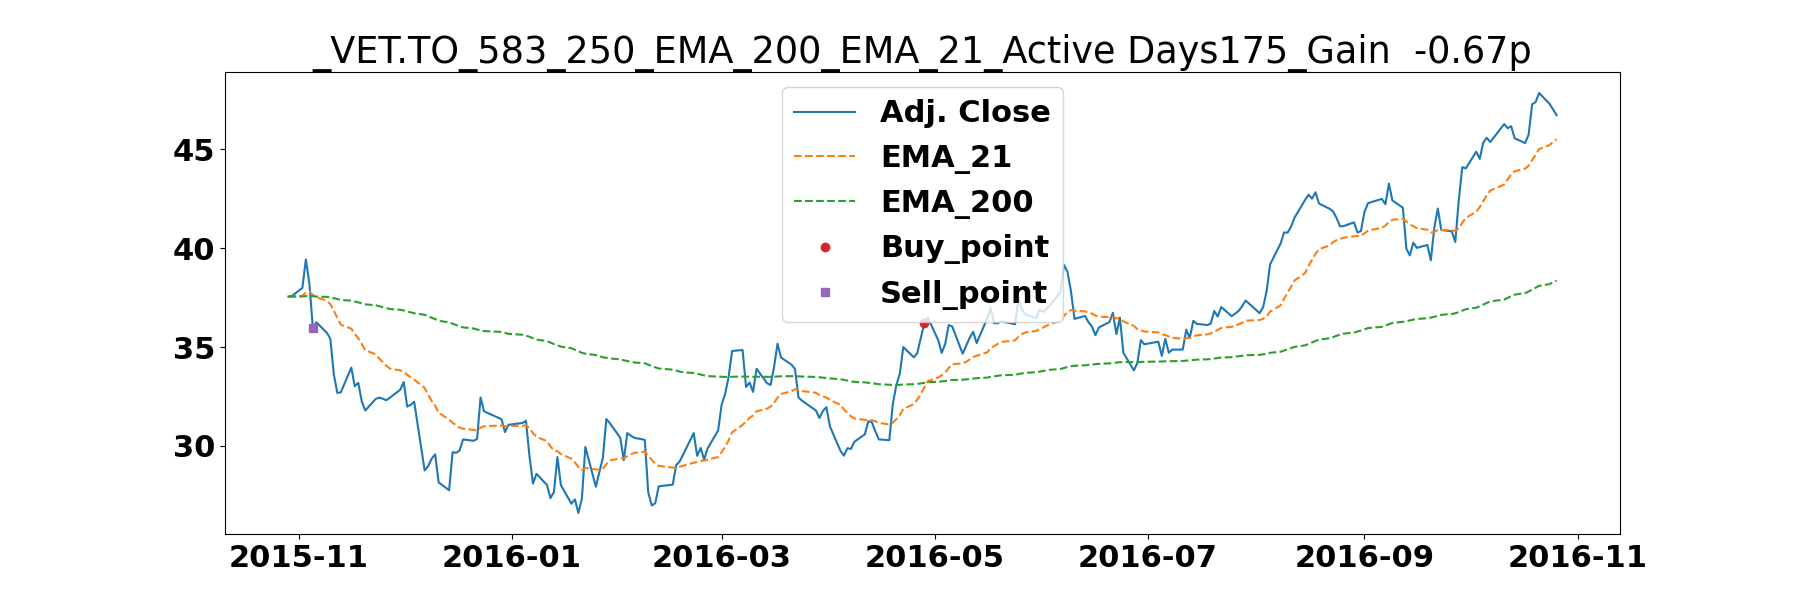 _VET.TO_583_250_EMA_200_EMA_21_Active Days175_Gain  -0.67p
Adj. Close
EMA_21
EMA_200
Buy_point
Sell_point
45
40
35
30
2015-11 2016-01 2016-03 2016-05 2016-07 2016-09 2016-11